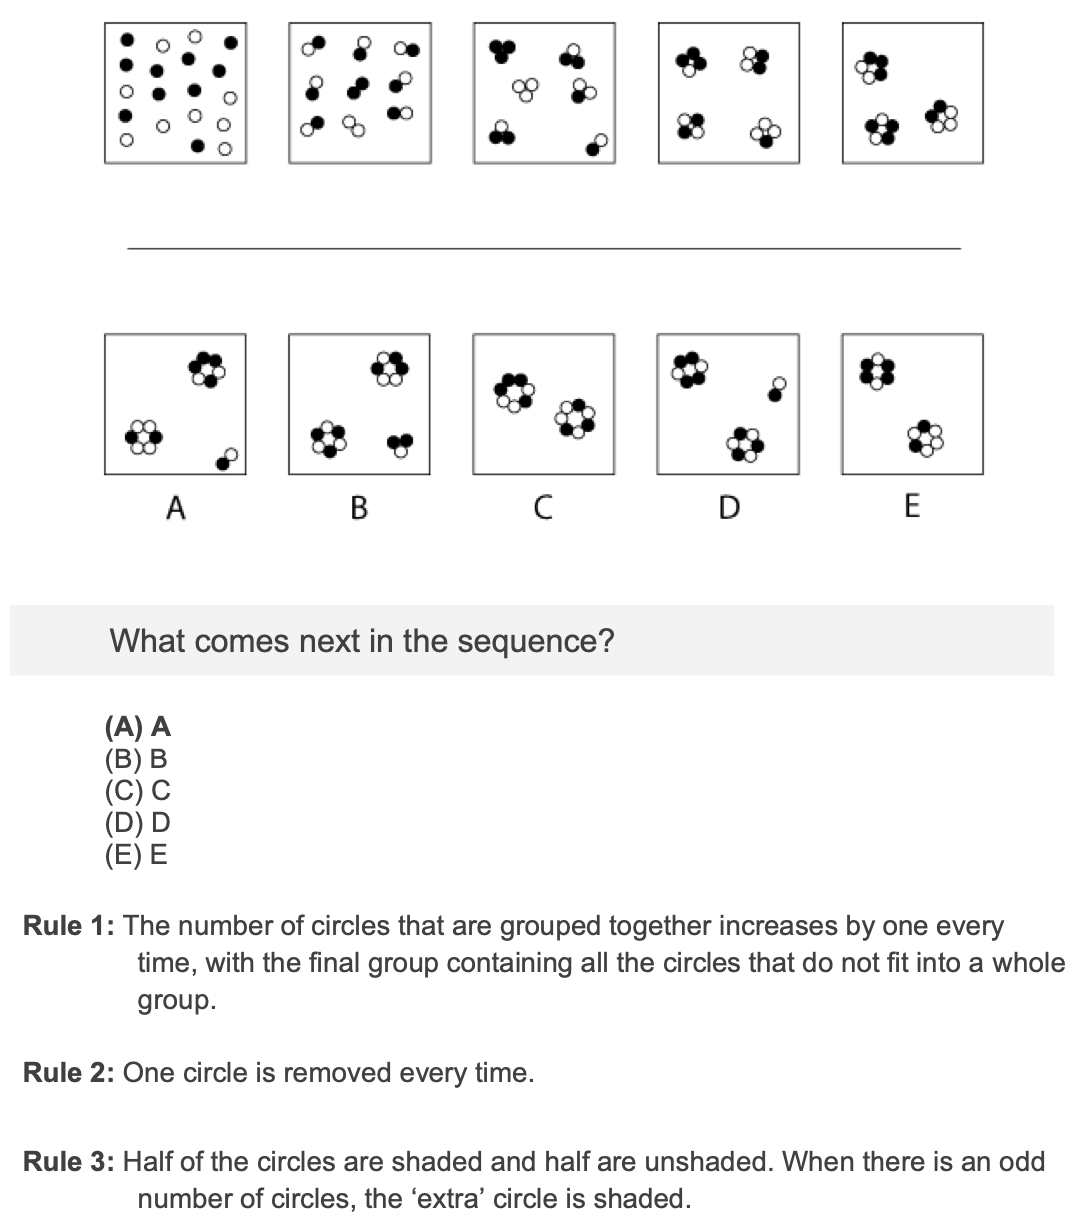 A B C D E
What comes next in the sequence?
(A) A
(B) B
(C) C
(D) D
(E) E
Rule 1: The number of circles that are grouped together increases by one every
time, with the final group containing all the circles that do not fit into a whole
group.
Rule 2: One circle is removed every time.
Rule 3: Half of the circles are shaded and half are unshaded. When there is an odd
number of circles, the ‘extra’ circle is shaded.